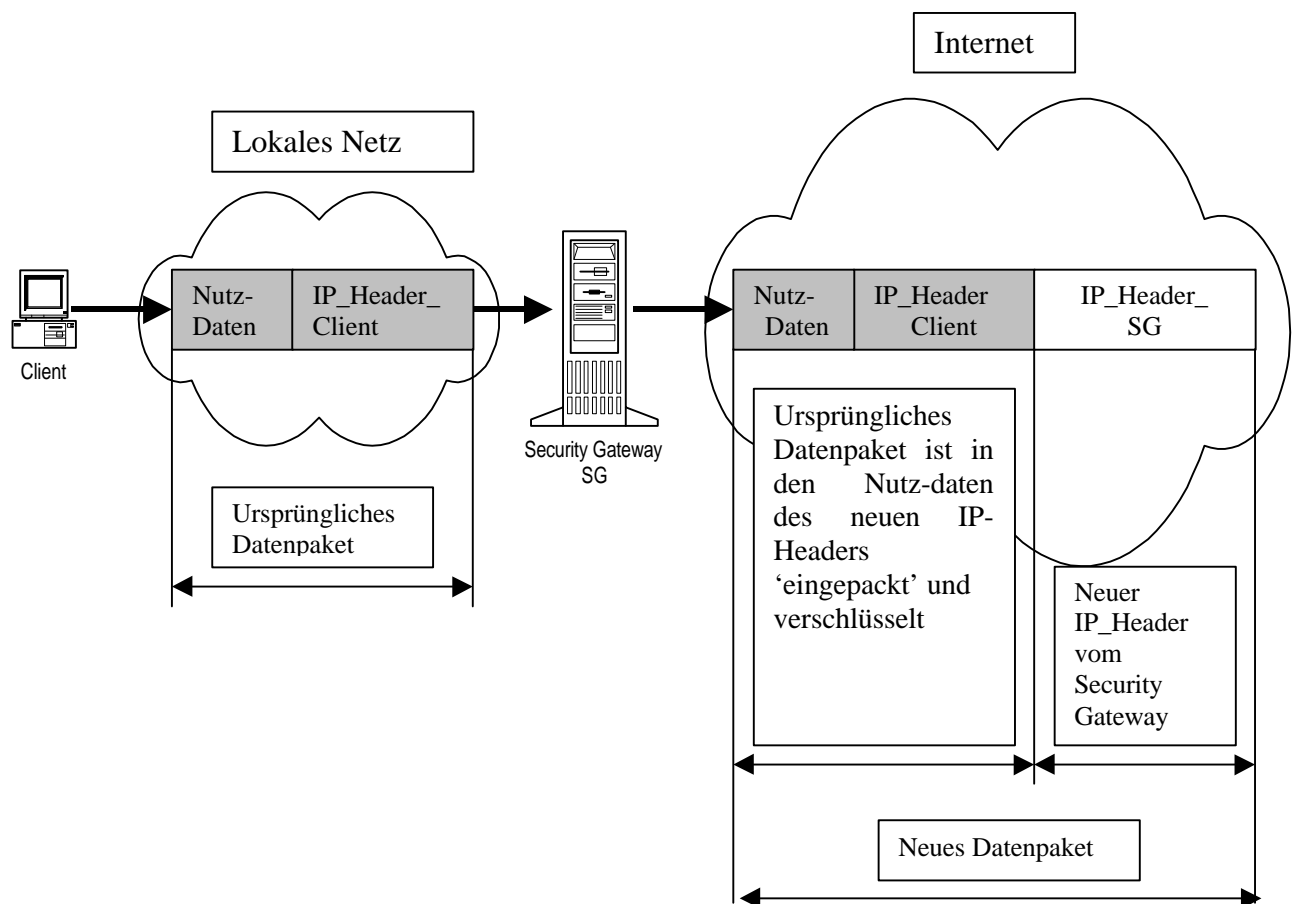 Internet
Lokales Netz
Nutz-
Daten
IP_Header_
Client
Nutz-
Daten
IP_Header
Client
IP_Header_
SG
Client
Security Gateway
SG
Ursprüngliches
Datenpaket
Ursprüngliches
Datenpaket ist in
den Nutz-daten
des neuen IP-
Headers
‘eingepackt’ und
verschlüsselt
Neuer
IP_Header
vom
Security
Gateway
Neues Datenpaket